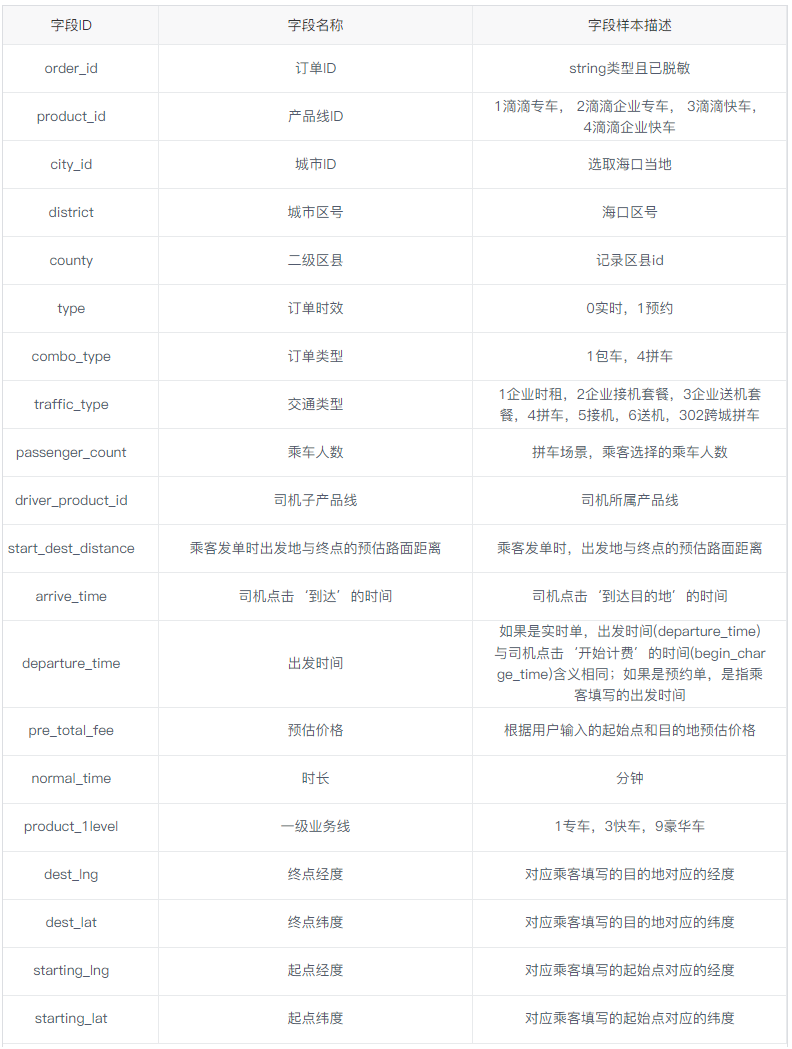 字段ID 字段名称 字段样本描述
order_id 订单ID string类型且已脱敏
product_id 产品线ID 1滴滴专车， 2滴滴企业专车， 3滴滴快车，
4滴滴企业快车
city_id 城市ID 选取海口当地
district 城市区号 海口区号
county 二级区县 记录区县id
type 订单时效 0实时，1预约
combo_type 订单类型 1包车，4拼车
traffic_type 交通类型 1企业时租，2企业接机套餐，3企业送机套
餐，4拼车，5接机，6送机，302跨城拼车
passenger_count 乘车人数 拼车场景，乘客选择的乘车人数
driver_product_id 司机子产品线 司机所属产品线
start_dest_distance 乘客发单时出发地与终点的预估路面距离 乘客发单时，出发地与终点的预估路面距离
arrive_time 司机点击‘到达’的时间 司机点击‘到达目的地’的时间
departure_time 出发时间 如果是实时单，出发时间(departure_time)
与司机点击‘开始计费’的时间(begin_char
ge_time)含义相同；如果是预约单，是指乘
客填写的出发时间
pre_total_fee 预估价格 根据用户输入的起始点和目的地预估价格
normal_time 时长 分钟
product_1level 一级业务线 1专车，3快车，9豪华车
dest_lng 终点经度 对应乘客填写的目的地对应的经度
dest_lat 终点纬度 对应乘客填写的目的地对应的纬度
starting_lng 起点经度 对应乘客填写的起始点对应的经度
starting_lat 起点纬度 对应乘客填写的起始点对应的纬度